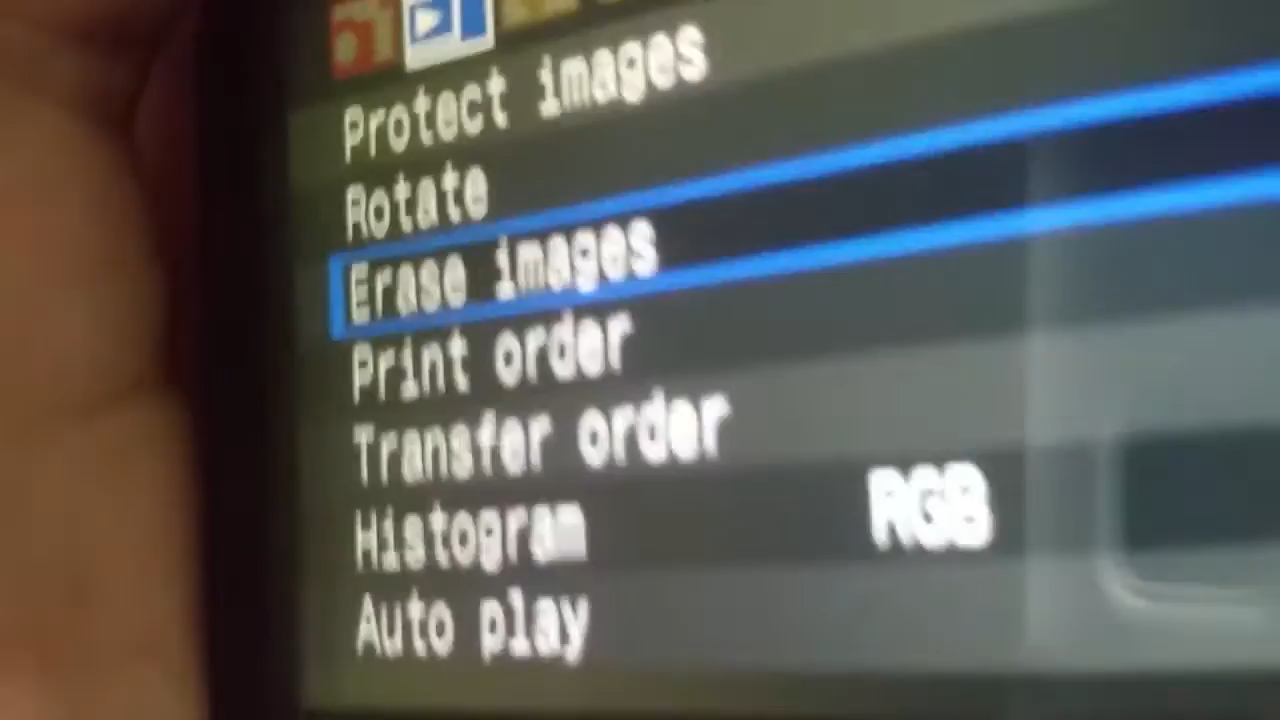 Protect images
Rotate
Erase images
Print order
Transfer order
Histogram RGB
Auto play